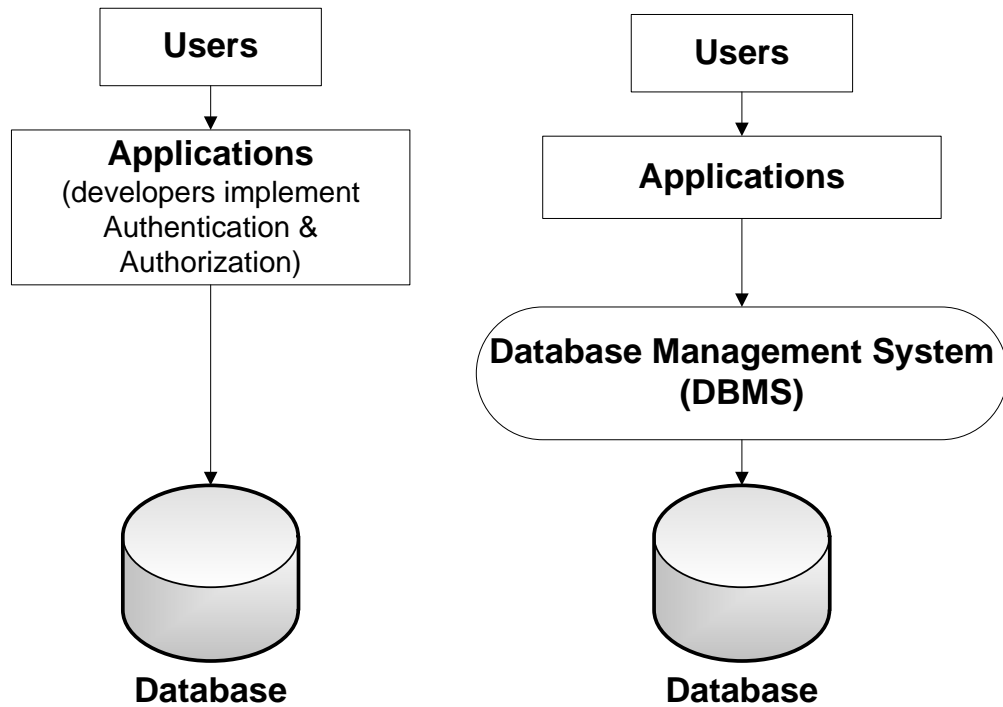 Users
Applications
(developers implement
Authentication &
Authorization)
Database
Users
Applications
Database Management System
(DBMS)
Database